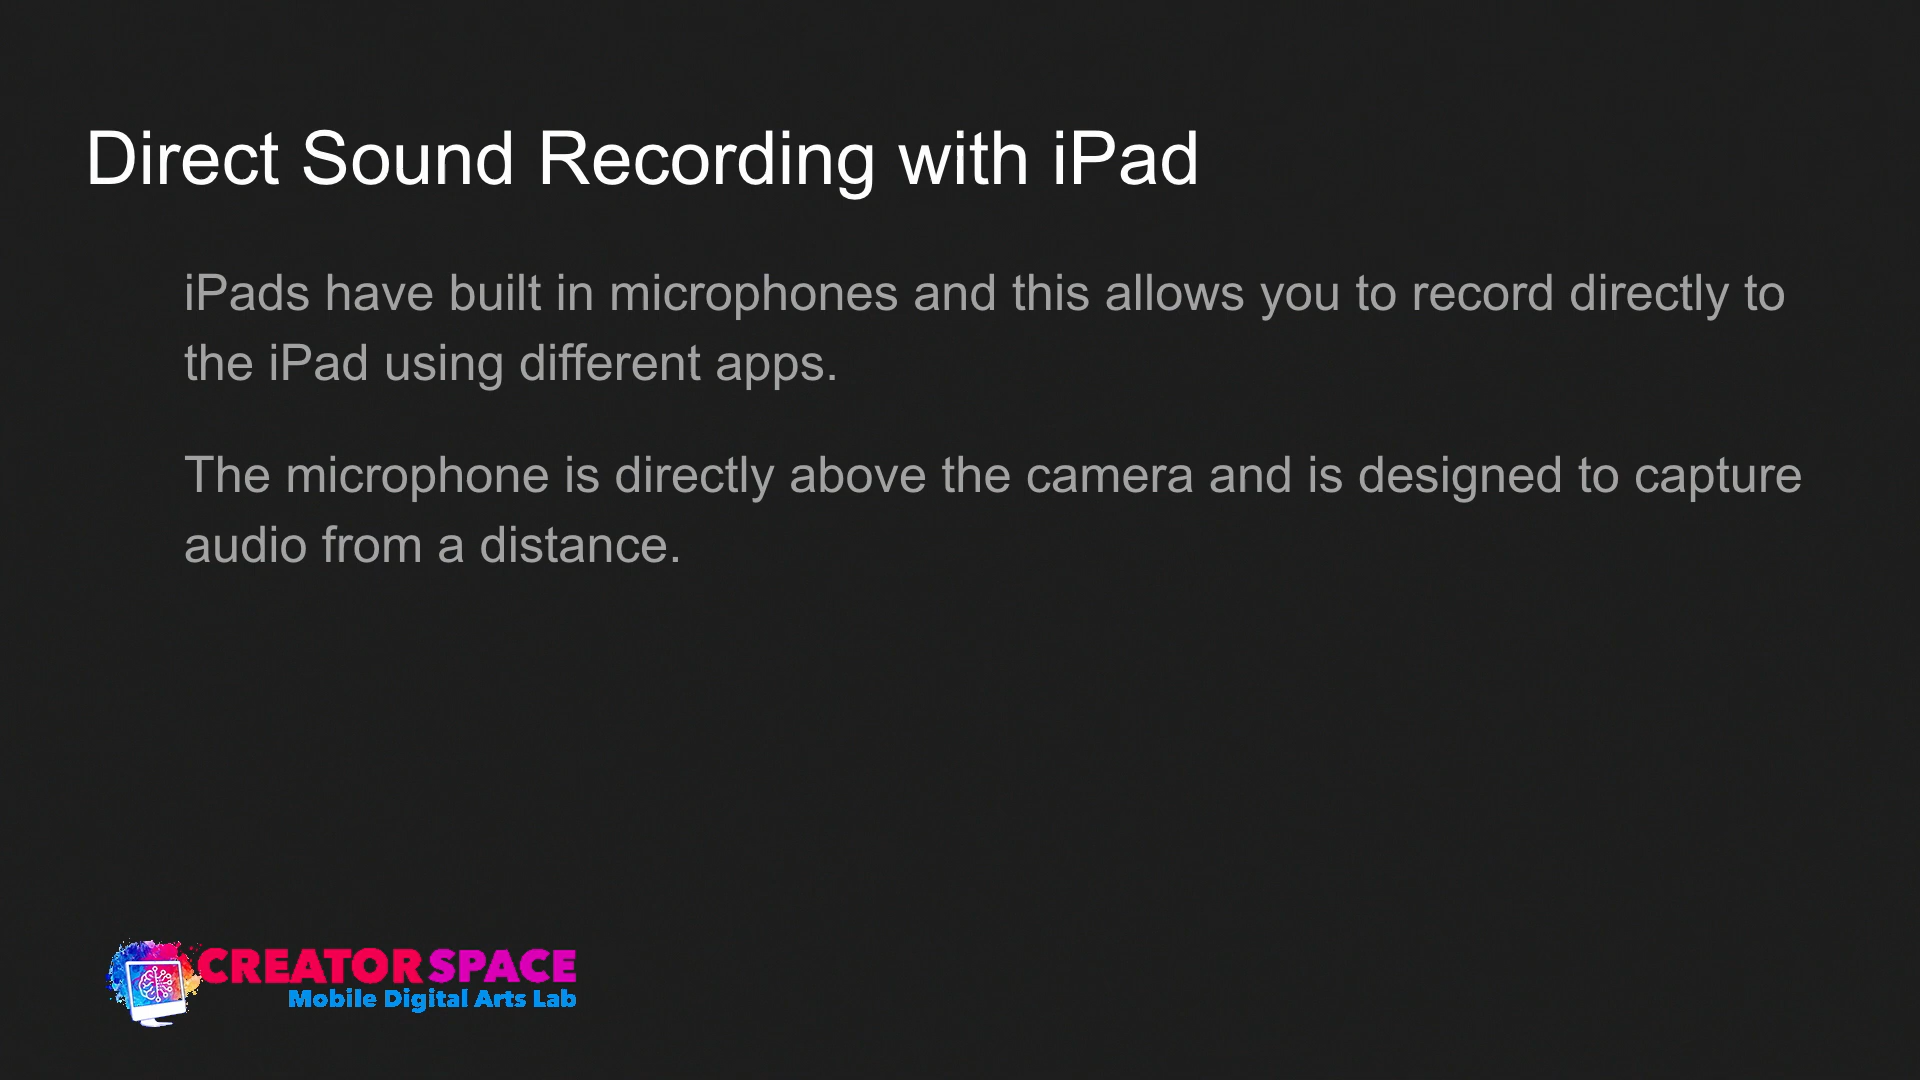 Direct Sound Recording with iPad
iPads have built in microphones and this allows you to record directly to
the iPad using different apps.
The microphone is directly above the camera and is designed to capture
audio from a distance.
CREATORSPACE
Mobile Digital Arts Lab